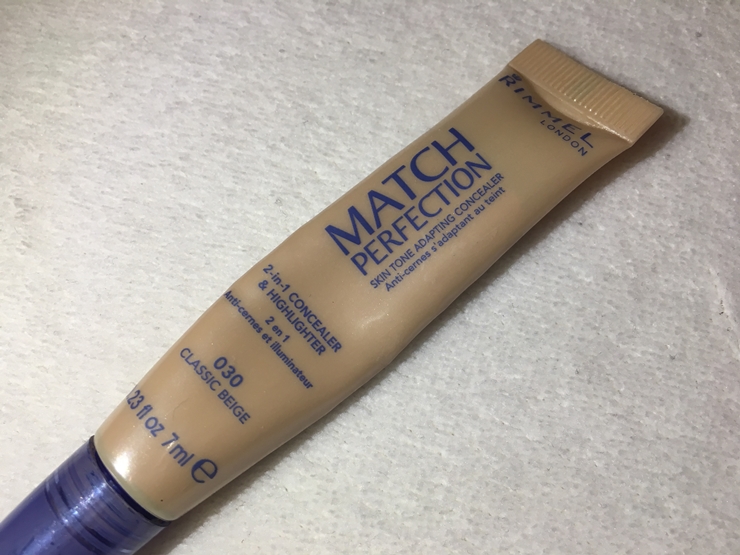 RIMMEL
LONDON
MATCH
PERFECTION
SKIN TONE ADAPTING CONCEALER
Anti-cernes s'adaptant au teint
2-in-1 CONCEALER
& HIGHLIGHTER
2 en 1
Anti-cernes et illuminateur
030
CLASSIC BEIGE
23 fl oz 7ml ℮